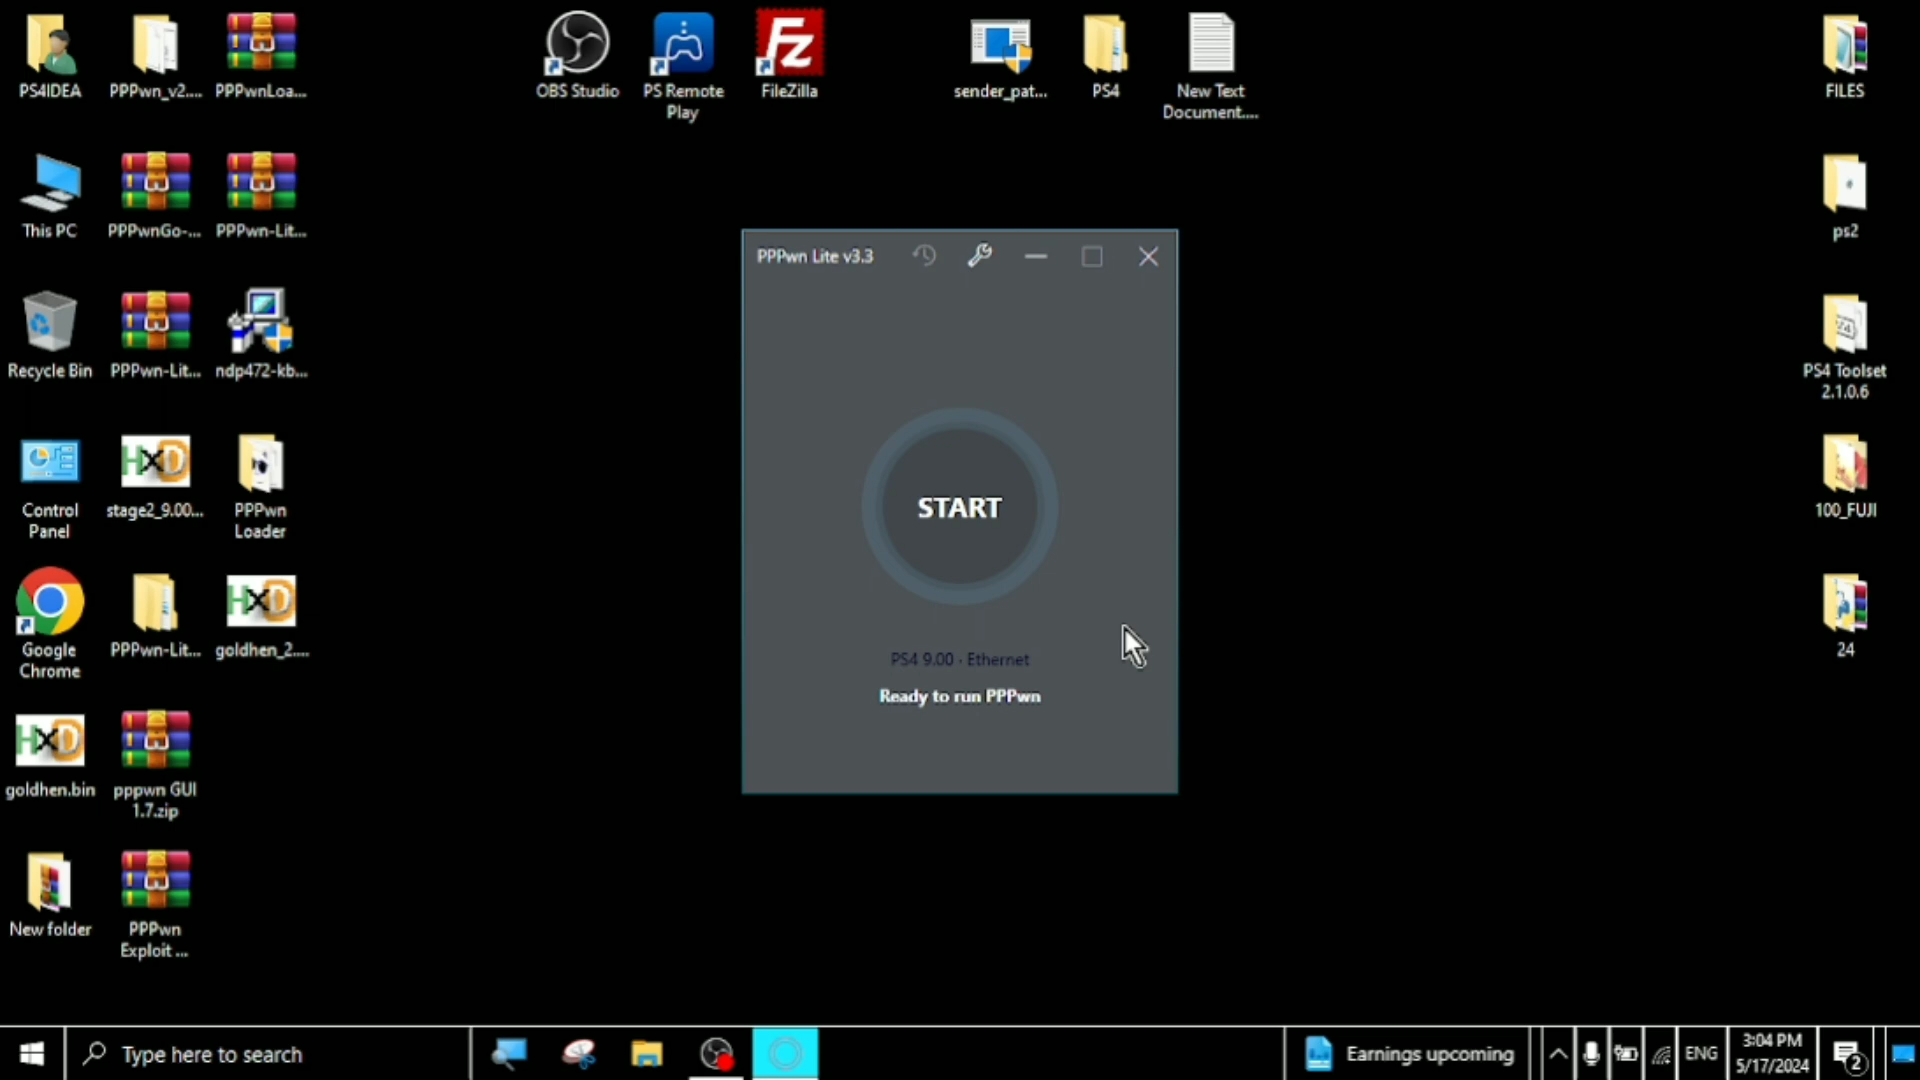 PS4IDEA
PPPwn_v2....
PPPwnLoa...
OBS Studio
PS Remote
Play
FileZilla
sender_pat...
PS4
New Text
Document....
FILES
This PC
PPPwnGo-...
PPPwn-Lit...
ps2
PPPwn Lite v3.3
Recycle Bin
PPPwn-Lit...
ndp472-kb...
PS4 Toolset
2.1.0.6
HxD
Control
Panel
stage2_9.00...
PPPwn
Loader
100_FUJI
START
Google
Chrome
PPPwn-Lit...
HxD
goldhen_2....
24
PS4 9.00 - Ethernet
Ready to run PPPwn
HxD
goldhen.bin
pppwn GUI
1.7.zip
New folder
PPPwn
Exploit ...
Type here to search
Earnings upcoming
ENG
3:04 PM
5/17/2024
2